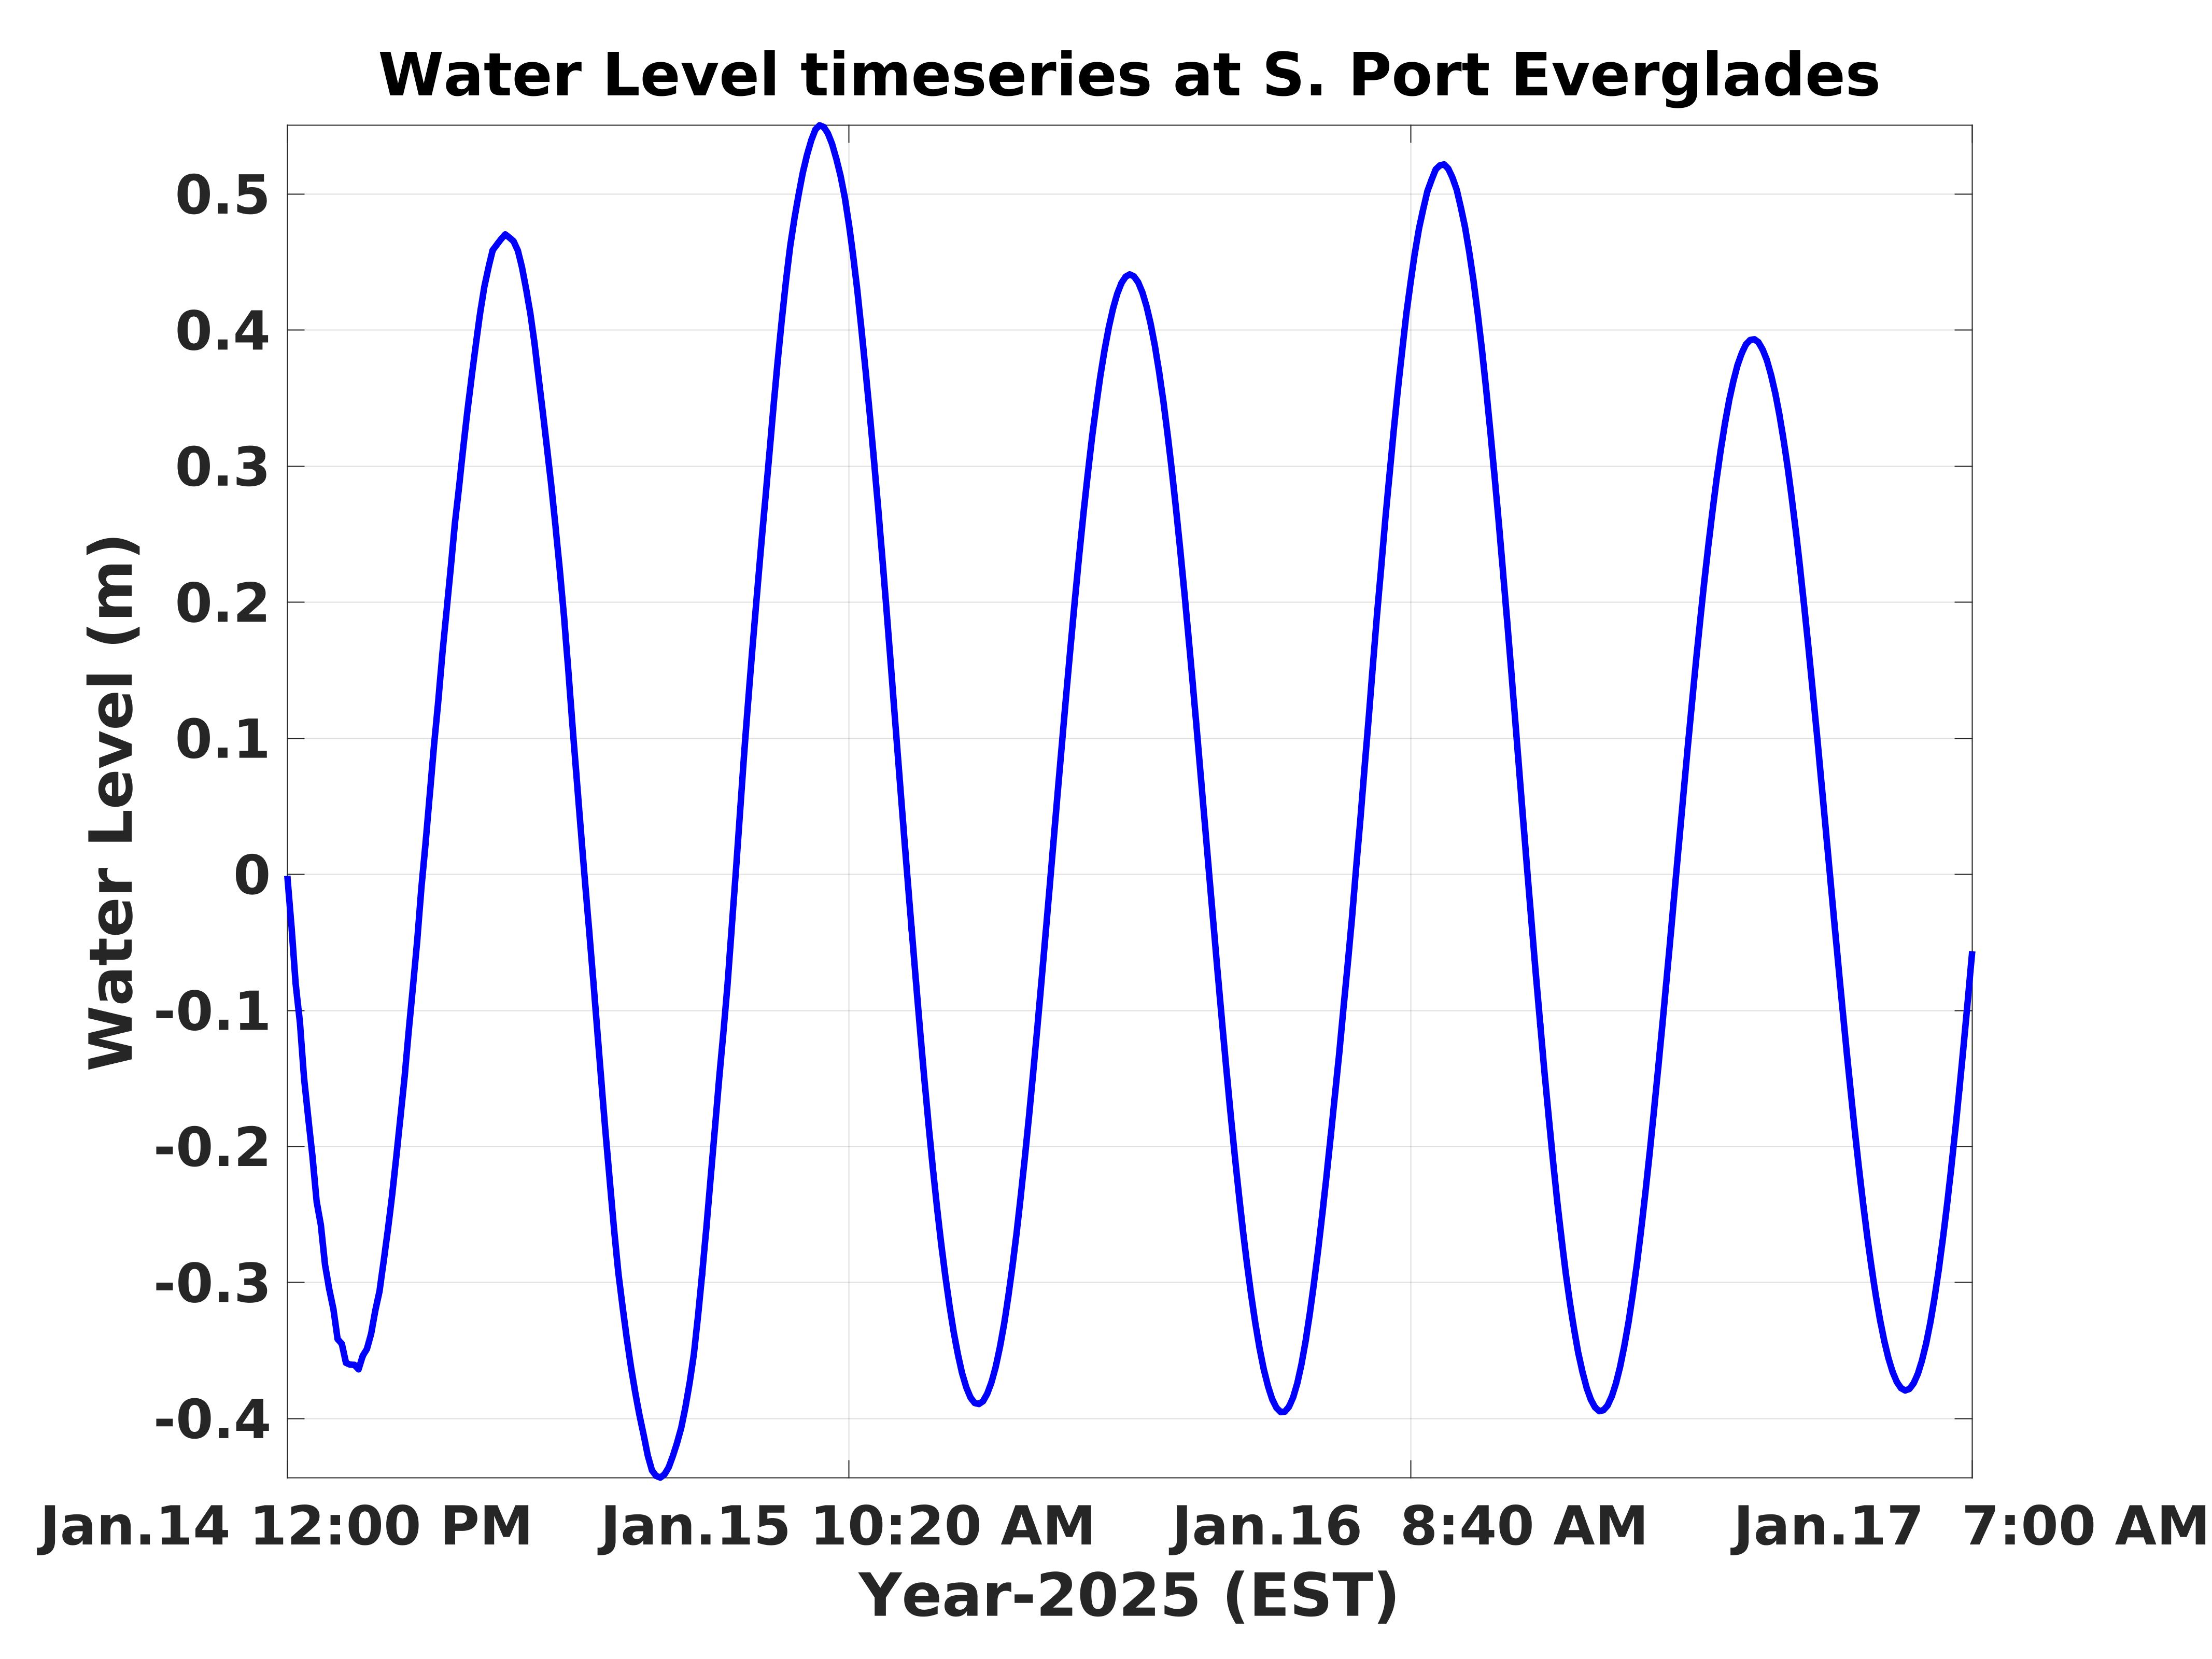 Water Level timeseries at S. Port Everglades
Water Level (m)
0.5
0.4
0.3
0.2
0.1
0
-0.1
-0.2
-0.3
-0.4
Jan.14 12:00 PM Jan.15 10:20 AM Jan.16 8:40 AM Jan.17 7:00 AM
Year-2025 (EST)